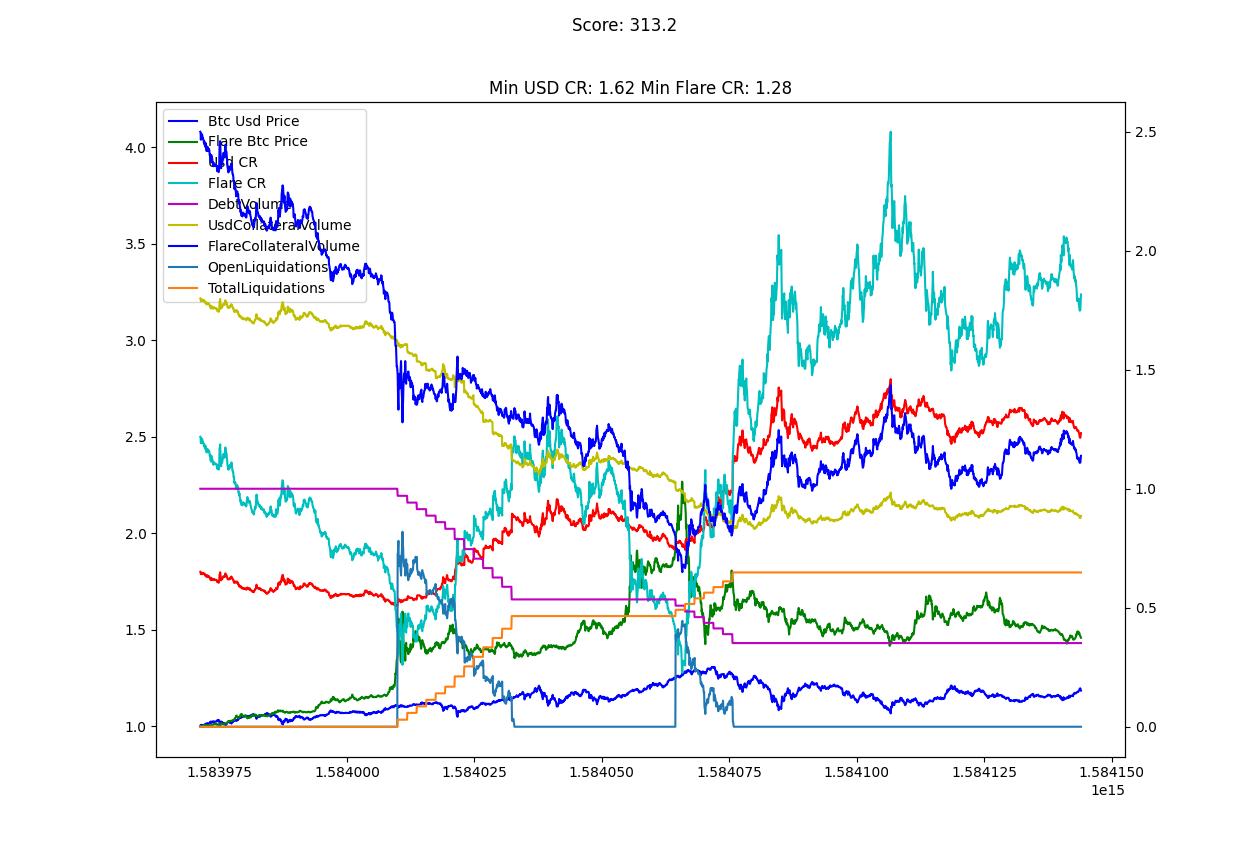 Score: 313.2
Min USD CR: 1.62 Min Flare CR: 1.28
Btc Usd Price
Flare Btc Price
Usd CR
Flare CR
DebtVolume
UsdCollateralVolume
FlareCollateralVolume
OpenLiquidations
TotalLiquidations
4.0
3.5
3.0
2.5
2.0
1.5
1.0
2.5
2.0
1.5
1.0
0.5
0.0
1.583975
1.584000
1.584025
1.584050
1.584075
1.584100
1.584125
1.584150
1e15